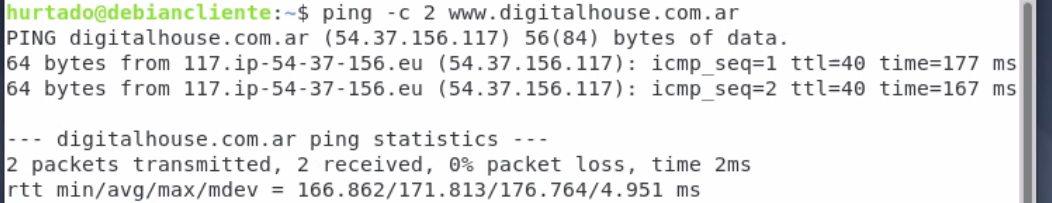 hurtado@debiancliente:~$ ping -c 2 www.digitalhouse.com.ar
PING digitalhouse.com.ar (54.37.156.117) 56(84) bytes of data.
64 bytes from 117.ip-54-37-156.eu (54.37.156.117): icmp_seq=1 ttl=40 time=177 ms
64 bytes from 117.ip-54-37-156.eu (54.37.156.117): icmp_seq=2 ttl=40 time=167 ms
--- digitalhouse.com.ar ping statistics ---
2 packets transmitted, 2 received, 0% packet loss, time 2ms
rtt min/avg/max/mdev = 166.862/171.813/176.764/4.951 ms